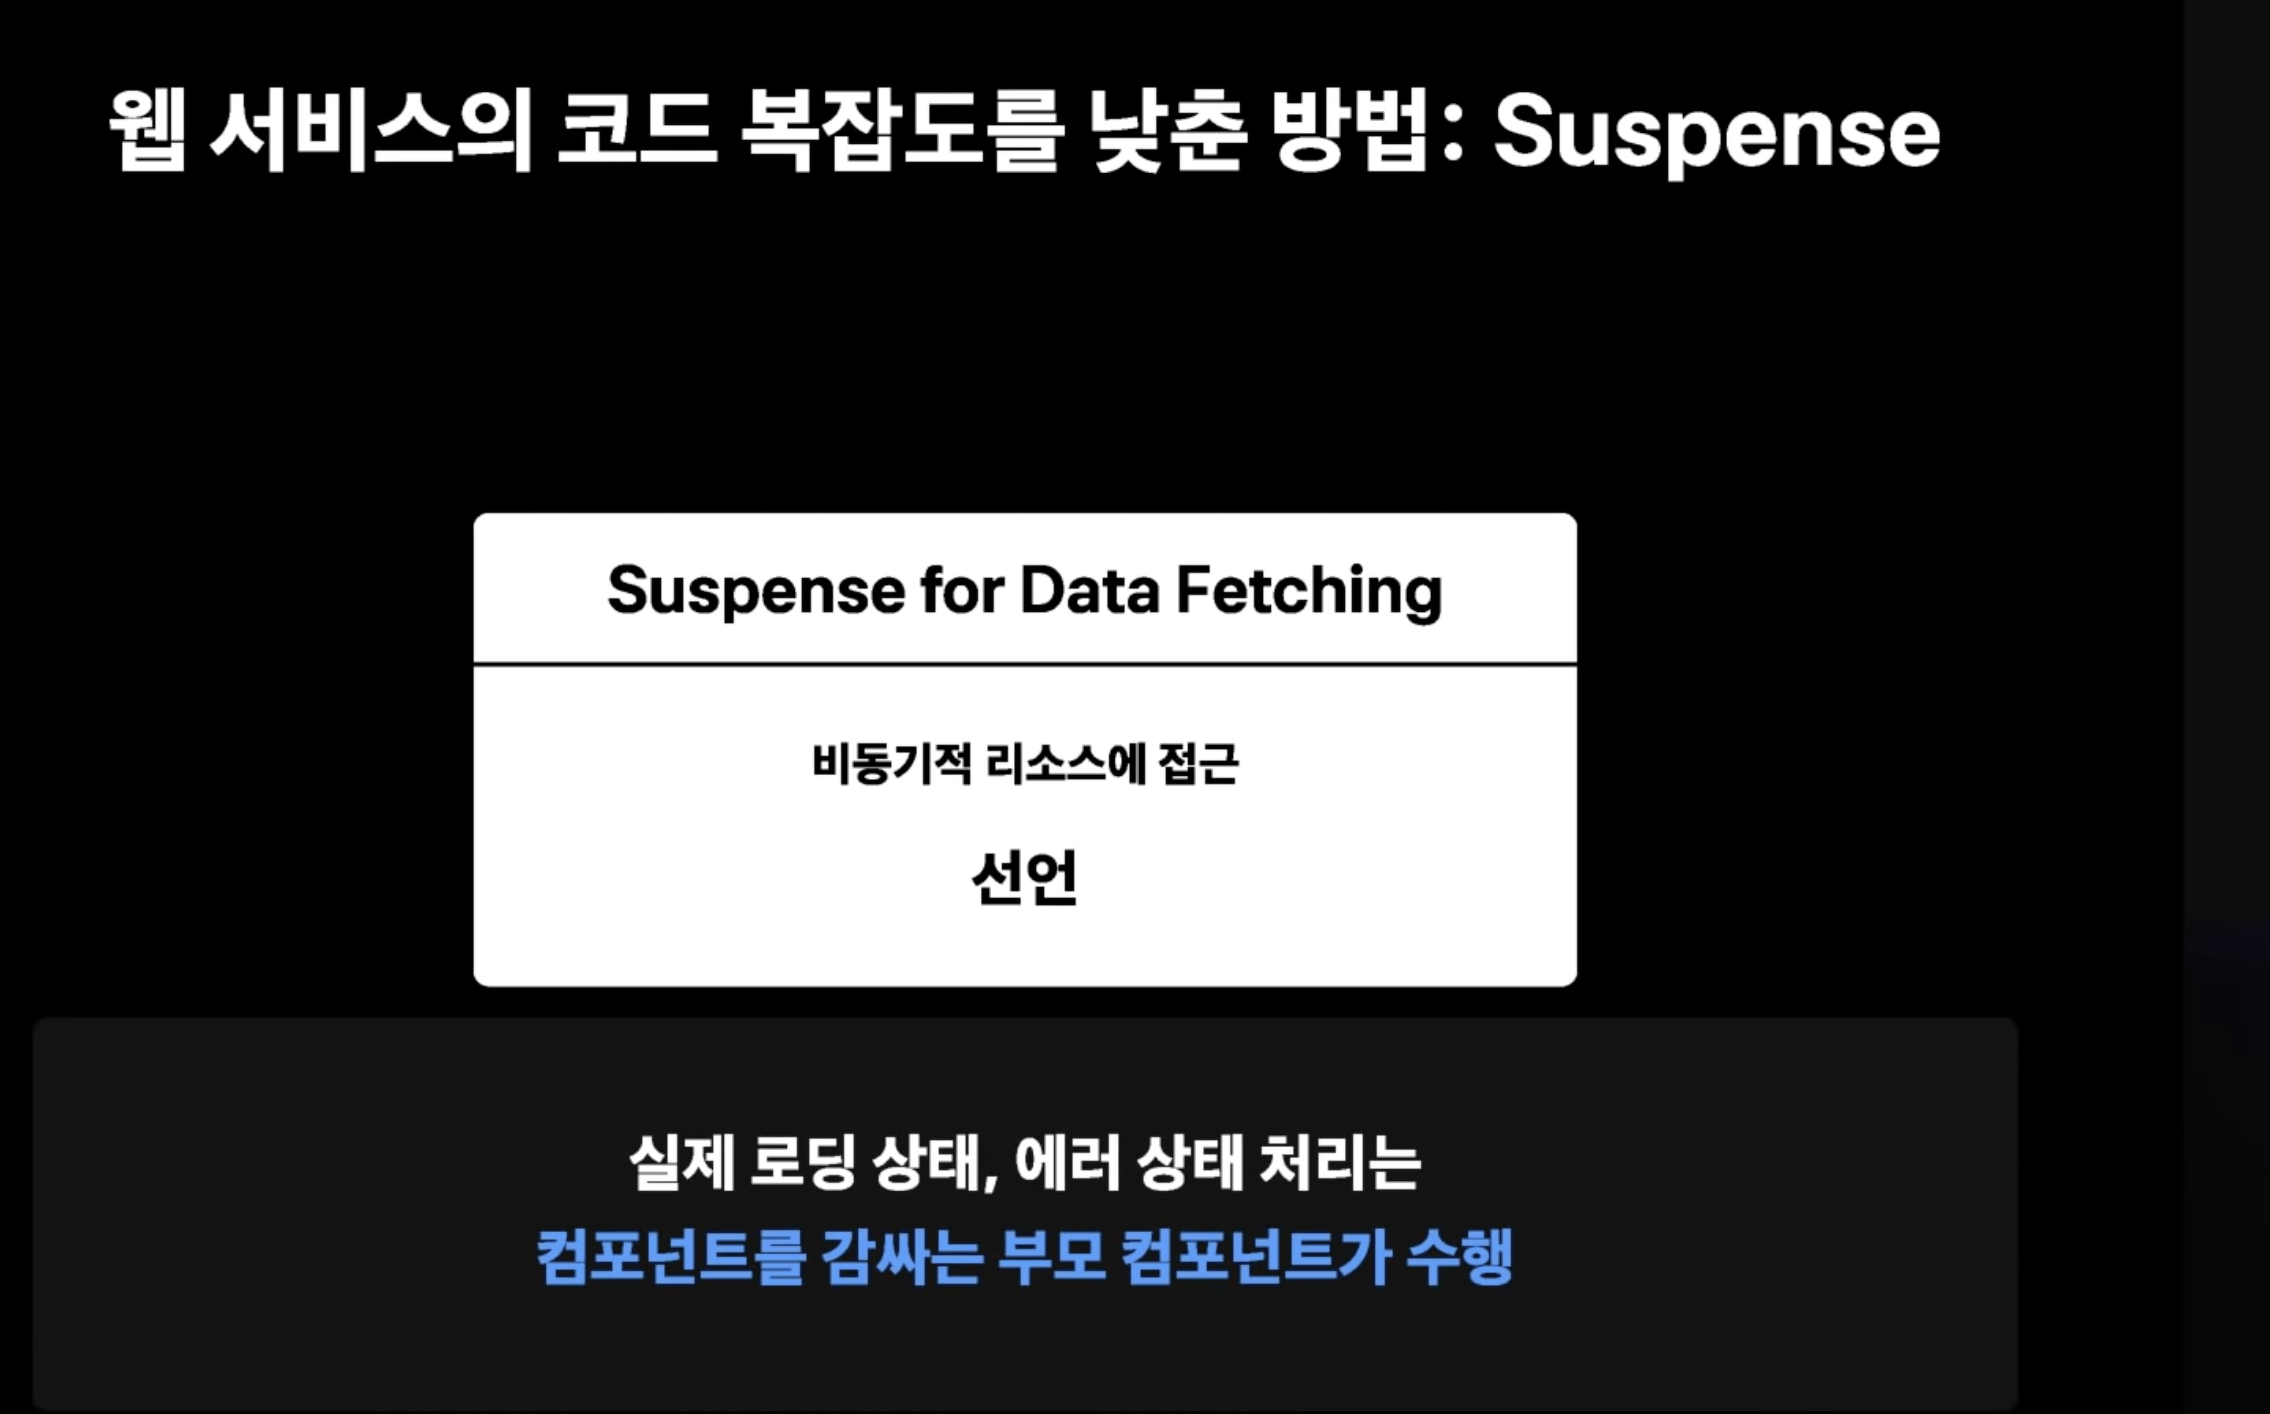 웹 서비스의 코드 복잡도를 낮춘 방법: Suspense
Suspense for Data Fetching
비동기적 리소스에 접근
선언
실제 로딩 상태, 에러 상태 처리는
컴포넌트를 감싸는 부모 컴포넌트가 수행